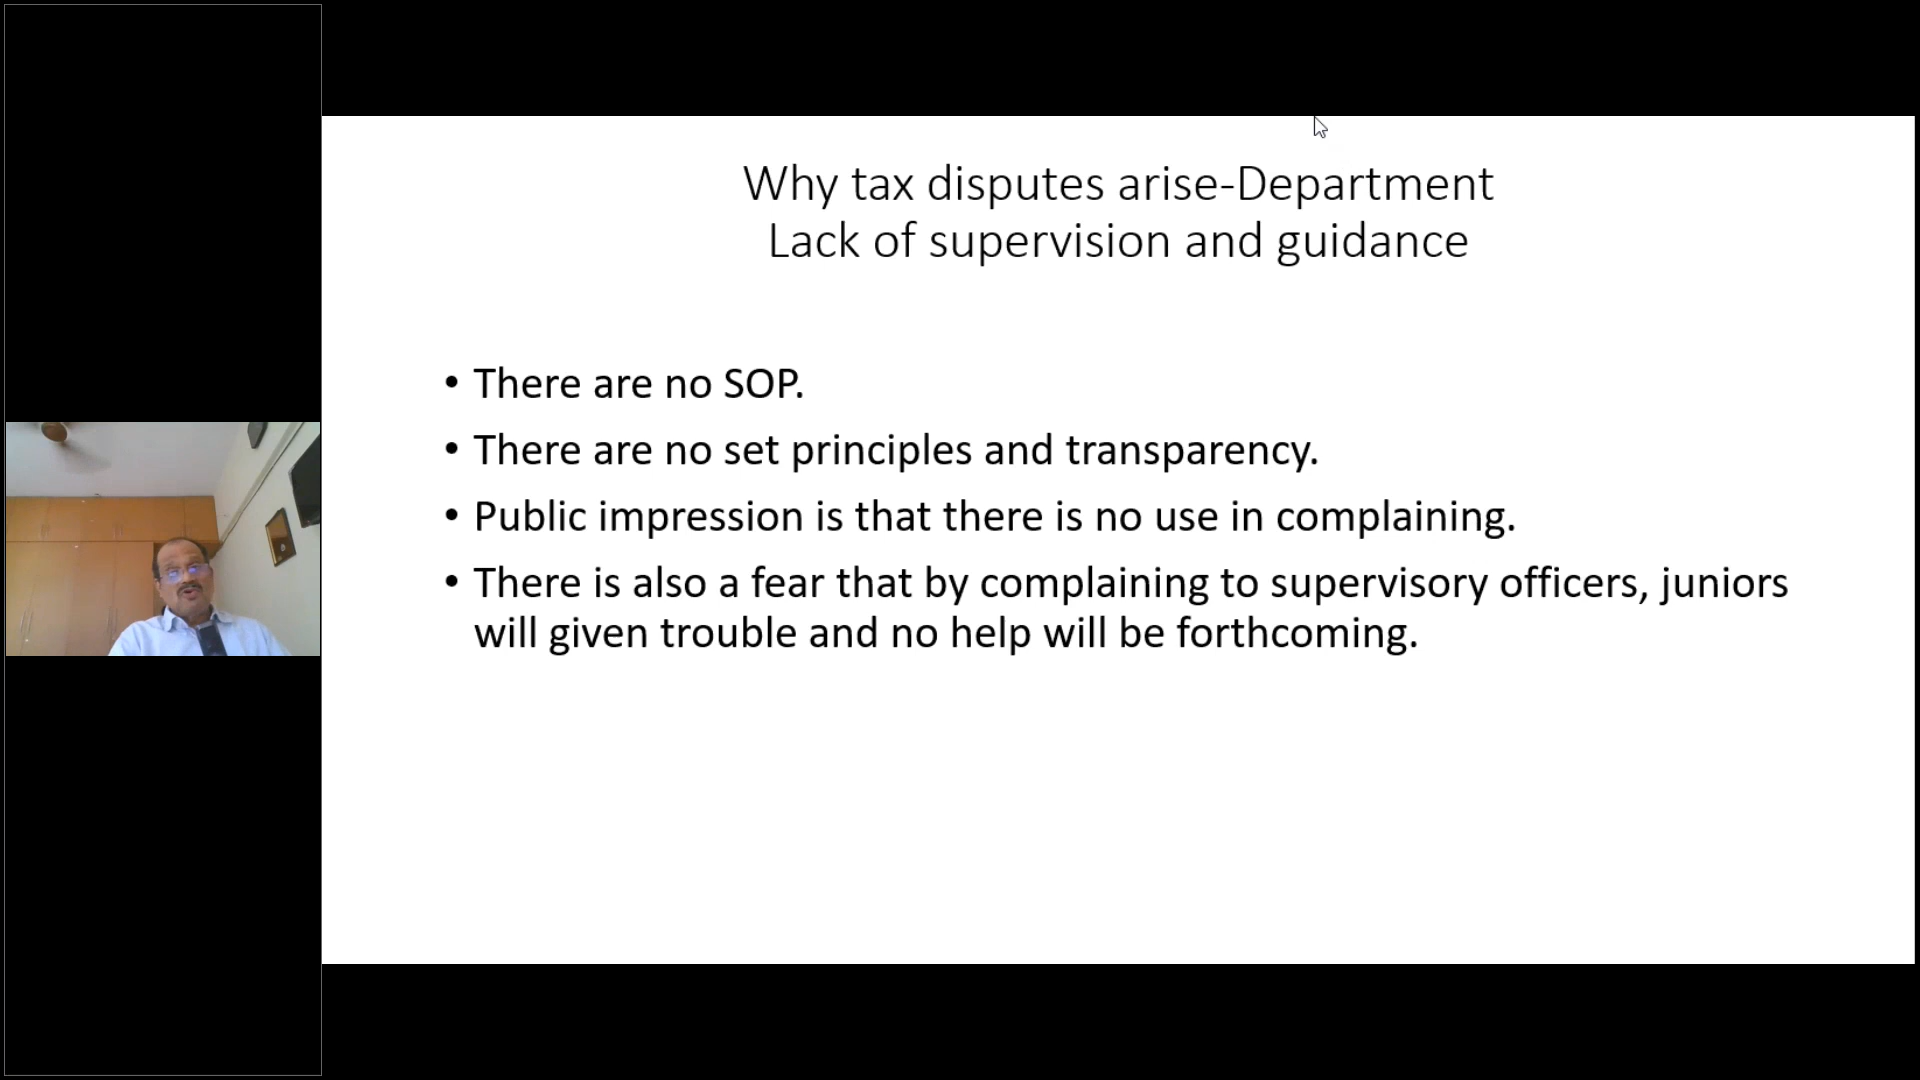 Why tax disputes arise-Department
Lack of supervision and guidance
• There are no SOP.
• There are no set principles and transparency.
• Public impression is that there is no use in complaining.
• There is also a fear that by complaining to supervisory officers, juniors
will given trouble and no help will be forthcoming.